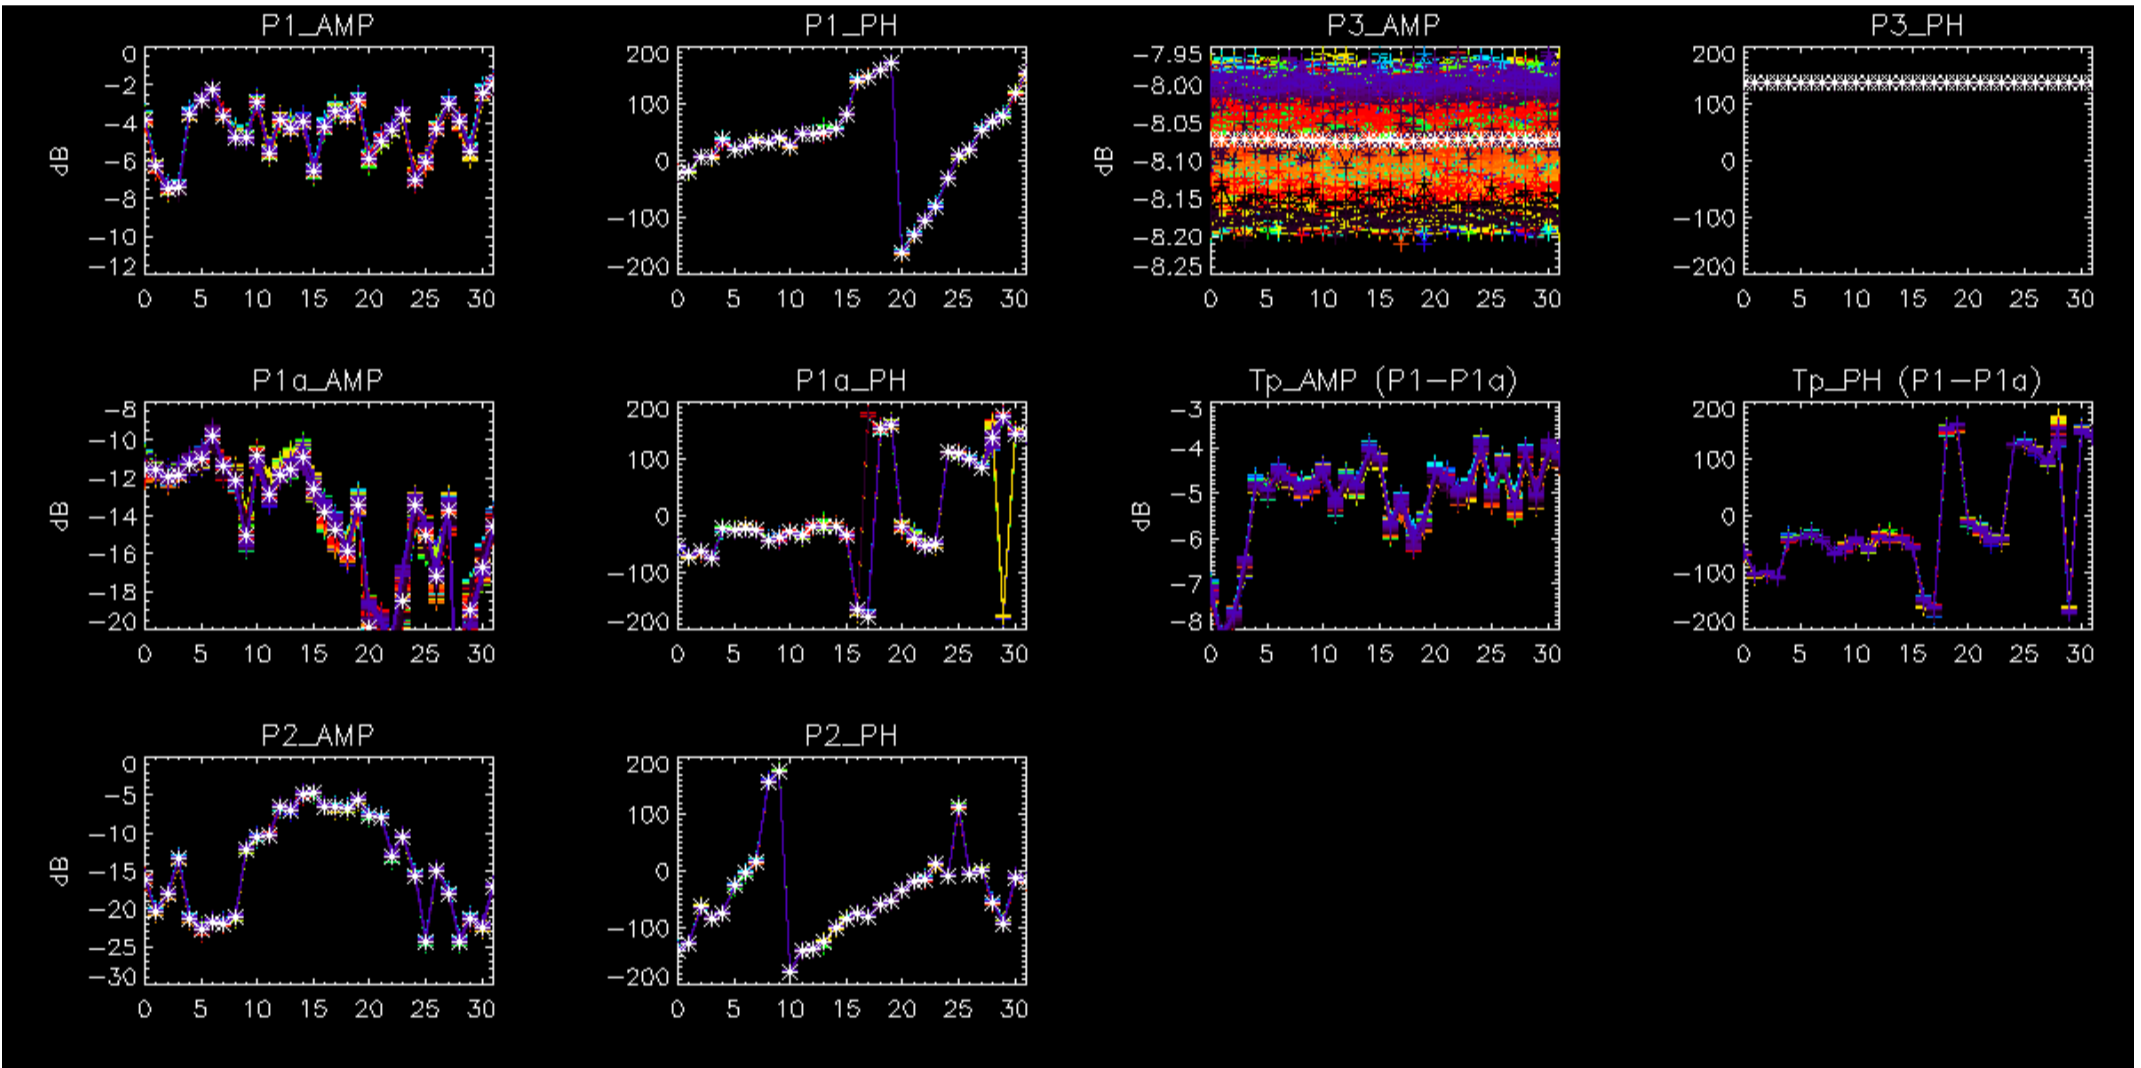 P1_AMP
P1_PH
P3_AMP
P3_PH
0
−2
−4
−6
−8
−10
−12
dB
0 5 10 15 20 25 30
200
100
0
−100
−200
0 5 10 15 20 25 30
−7.95
−8.00
−8.05
−8.10
−8.15
−8.20
−8.25
dB
0 5 10 15 20 25 30
200
100
0
−100
−200
0 5 10 15 20 25 30
P1a_AMP
P1a_PH
Tp_AMP (P1−P1a)
Tp_PH (P1−P1a)
−8
−10
−12
−14
−16
−18
−20
dB
0 5 10 15 20 25 30
200
100
0
−100
−200
0 5 10 15 20 25 30
−3
−4
−5
−6
−7
−8
dB
0 5 10 15 20 25 30
200
100
0
−100
−200
0 5 10 15 20 25 30
P2_AMP
P2_PH
0
−5
−10
−15
−20
−25
−30
dB
0 5 10 15 20 25 30
200
100
0
−100
−200
0 5 10 15 20 25 30